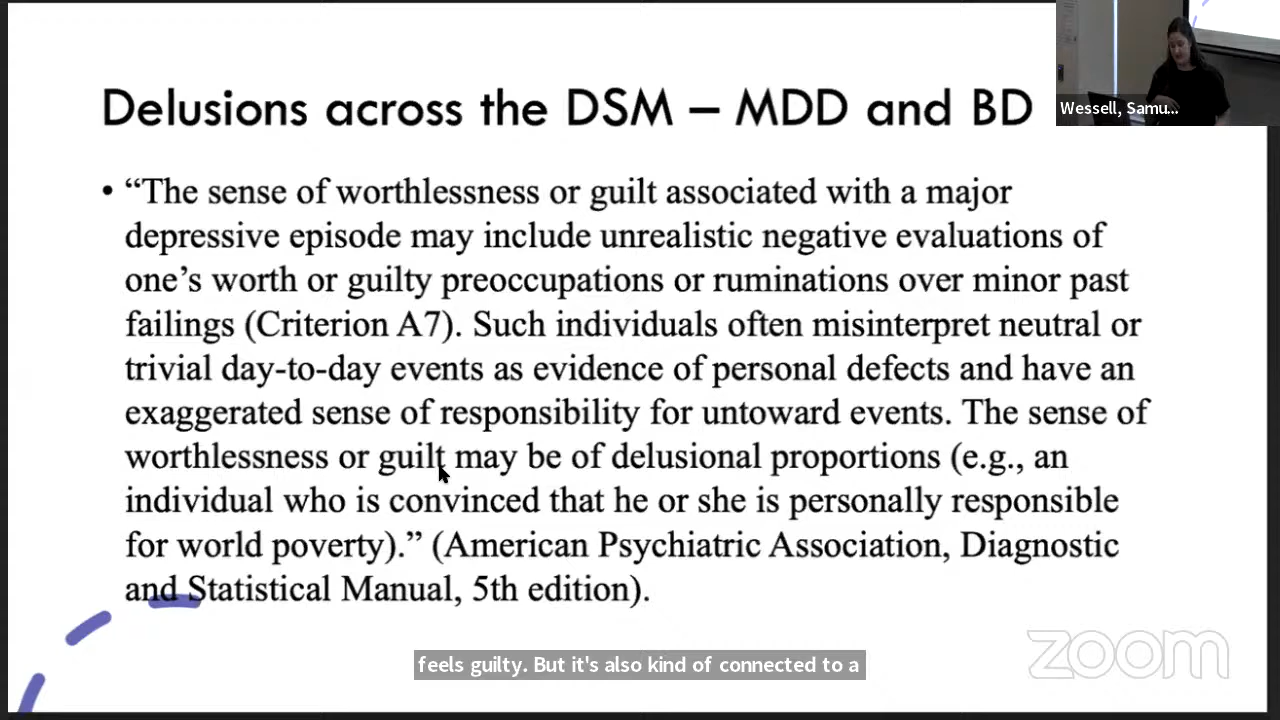 Delusions across the DSM – MDD and BD
Wessell, Samu...
• “The sense of worthlessness or guilt associated with a major
depressive episode may include unrealistic negative evaluations of
one’s worth or guilty preoccupations or ruminations over minor past
failings (Criterion A7). Such individuals often misinterpret neutral or
trivial day-to-day events as evidence of personal defects and have an
exaggerated sense of responsibility for untoward events. The sense of
worthlessness or guilt may be of delusional proportions (e.g., an
individual who is convinced that he or she is personally responsible
for world poverty).” (American Psychiatric Association, Diagnostic
and Statistical Manual, 5th edition).
feels guilty. But it's also kind of connected to a
zoom